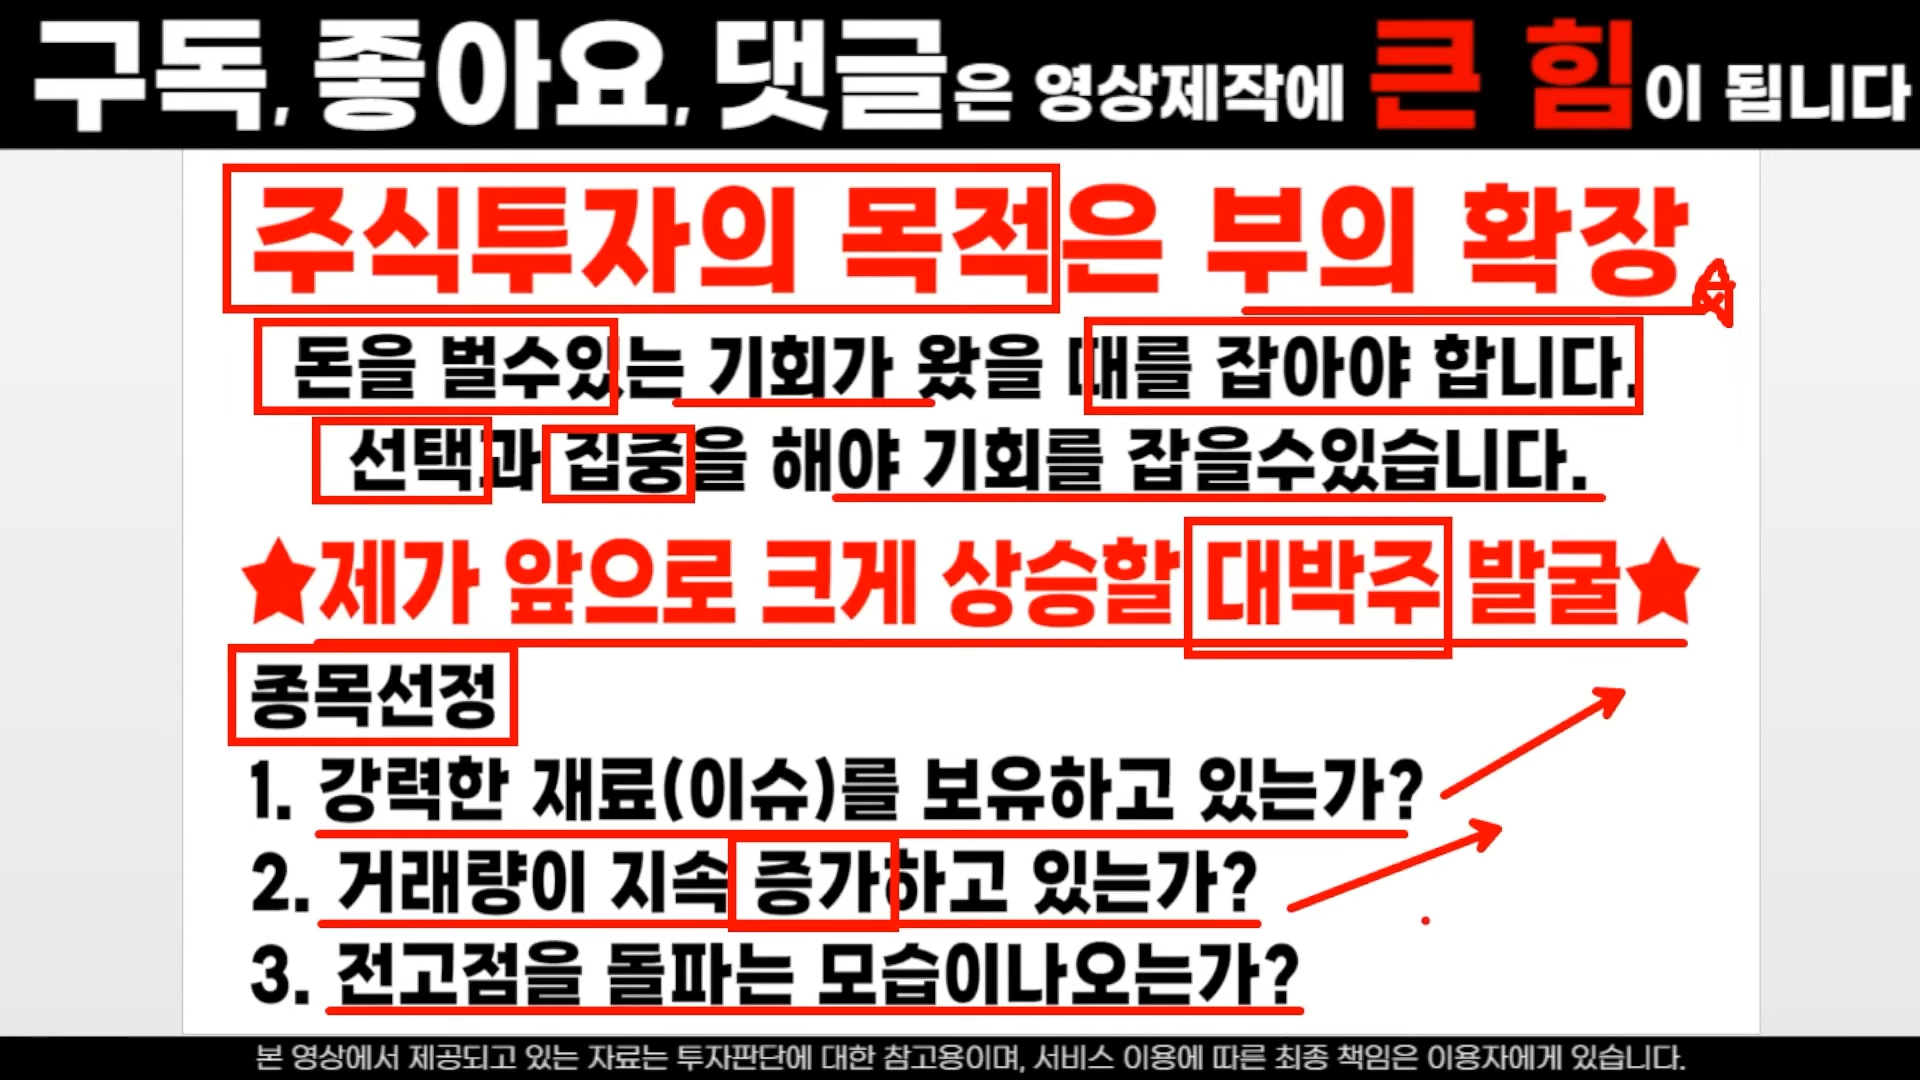 구독, 좋아요, 댓글은 영상제작에 큰 힘이 됩니다
주식투자의 목적은 부의 확장
돈을 벌수있는 기회가 왔을 때를 잡아야 합니다.
선택과 집중을 해야 기회를 잡을수있습니다.
★제가 앞으로 크게 상승할 대박주 발굴★
종목선정
1. 강력한 재료(이슈)를 보유하고 있는가?
2. 거래량이 지속 증가하고 있는가?
3. 전고점을 돌파는 모습이나오는가?
본 영상에서 제공되고 있는 자료는 투자판단에 대한 참고용이며, 서비스 이용에 따른 최종 책임은 이용자에게 있습니다.